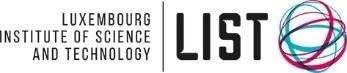 LUXEMBOURG
INSTITUTE OF SCIENCE
AND TECHNOLOGY
LIST